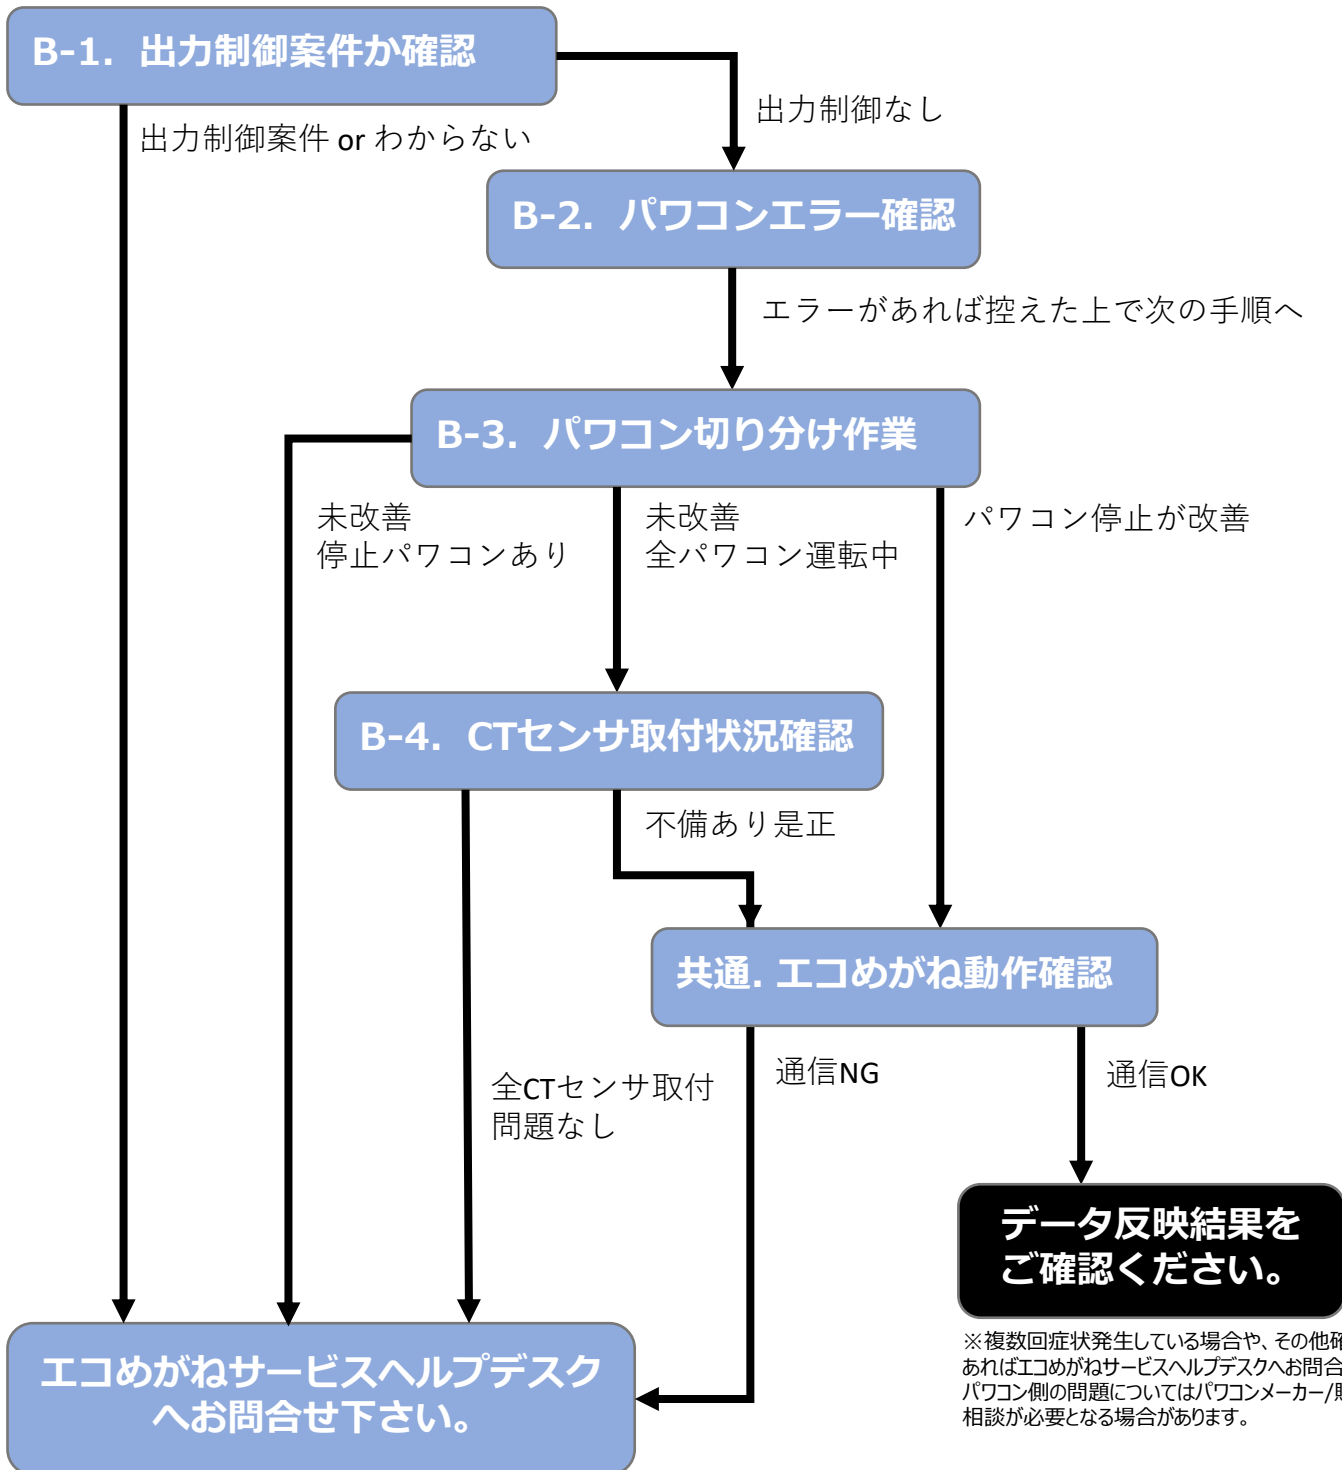 B-1. 出力制御案件か確認
出力制御なし
出力制御案件 or わからない
B-2. パワコンエラー確認
エラーがあれば控えた上で次の手順へ
B-3. パワコン切り分け作業
未改善
停止パワコンあり
未改善
全パワコン運転中
パワコン停止が改善
B-4. CTセンサ取付状況確認
不備あり是正
共通. エコめがね動作確認
全CTセンサ取付
問題なし
通信NG
通信OK
データ反映結果を
ご確認ください。
エコめがねサービスヘルプデスク
へお問合せ下さい。
※複数回症状発生している場合や、その他確
あればエコめがねサービスヘルプデスクへお問合
パワコン側の問題についてはパワコンメーカー/
相談が必要となる場合があります。